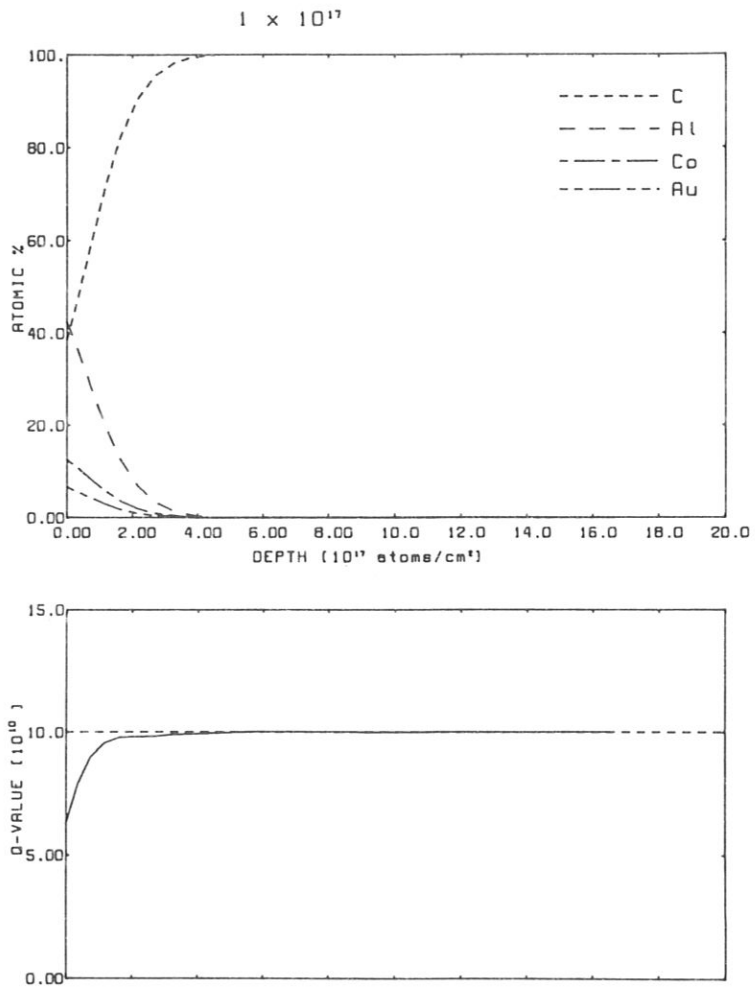 1 × 10¹⁷
100.
80.0
60.0
40.0
20.0
0.00
ATOMIC %
C
Al
Co
Au
0.00 2.00 4.00 6.00 8.00 10.0 12.0 14.0 16.0 18.0 20.0
DEPTH [10¹⁷ atoms/cm²]
15.0
10.0
5.00
0.00
Q-VALUE [10¹⁰ ]